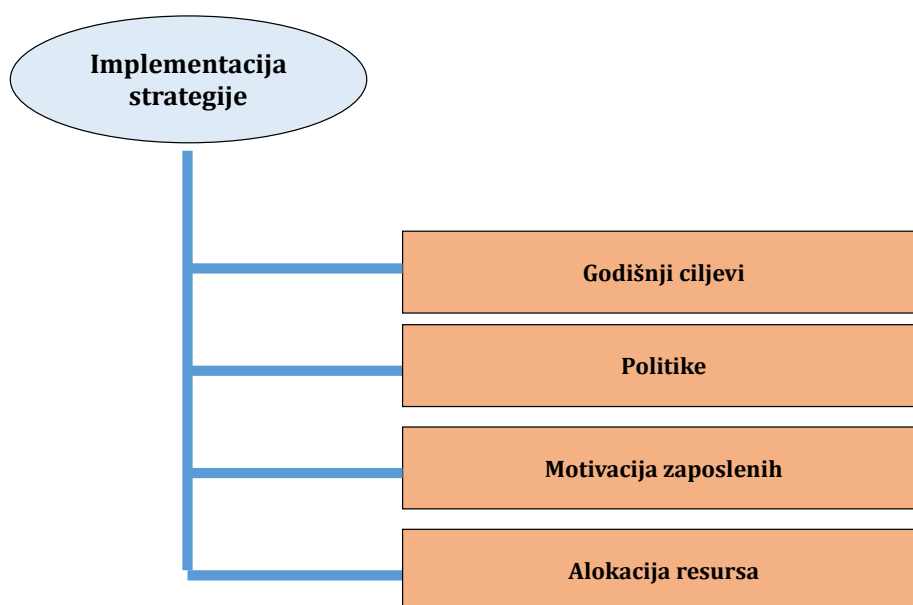 Implementacija
strategije
Godišnji ciljevi
Politike
Motivacija zaposlenih
Alokacija resursa